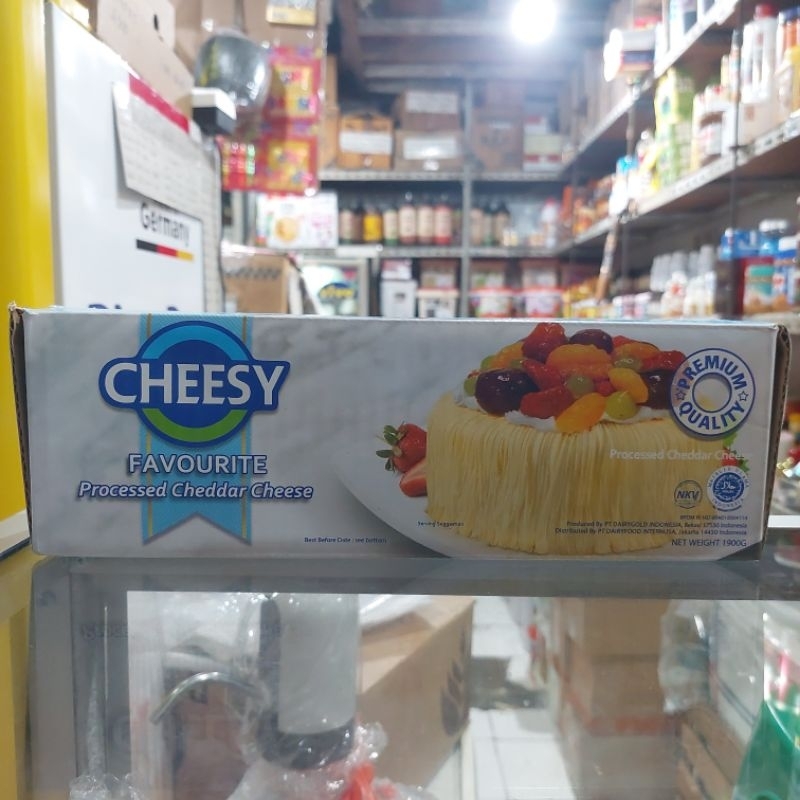 Germany
CHEESY
FAVOURITE
Processed Cheddar Cheese
Best Before Date : see bottom
Serving Suggestion
PREMIUM
QUALITY
Processed Cheddar Cheese
NKV
Produced By PT DAIRYGOLD INDONESIA, Bekasi 17530 Indonesia
Distributed By PT DAIRYFOOD INTERNUSA, Jakarta 14450 Indonesia
NET WEIGHT 1900G